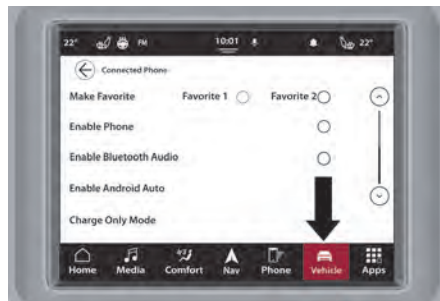 22° FM 10:01 22°
Connected Phone
Make Favorite Favorite 1 Favorite 2
Enable Phone
Enable Bluetooth Audio
Enable Android Auto
Charge Only Mode
Home Media Comfort Nav Phone Vehicle Apps